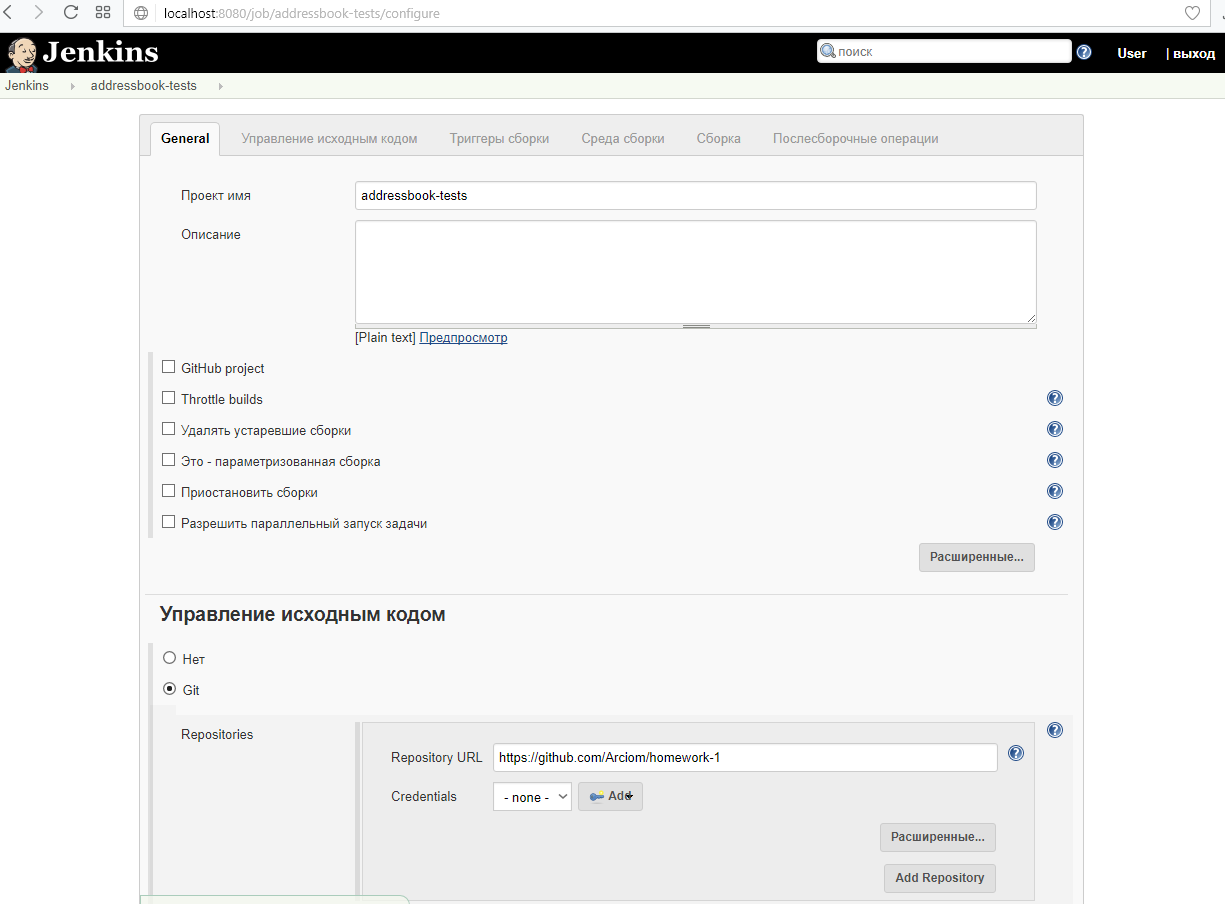 localhost:8080/job/addressbook-tests/configure
Jenkins
поиск
User
| выход
Jenkins
addressbook-tests
General
Управление исходным кодом
Триггеры сборки
Среда сборки
Сборка
Послесборочные операции
Проект имя
addressbook-tests
Описание
[Plain text] Предпросмотр
GitHub project
Throttle builds
Удалять устаревшие сборки
Это - параметризованная сборка
Приостановить сборки
Разрешить параллельный запуск задачи
Расширенные...
Управление исходным кодом
Нет
Git
Repositories
Repository URL
https://github.com/Arciom/homework-1
Credentials
- none -
Add
Расширенные...
Add Repository